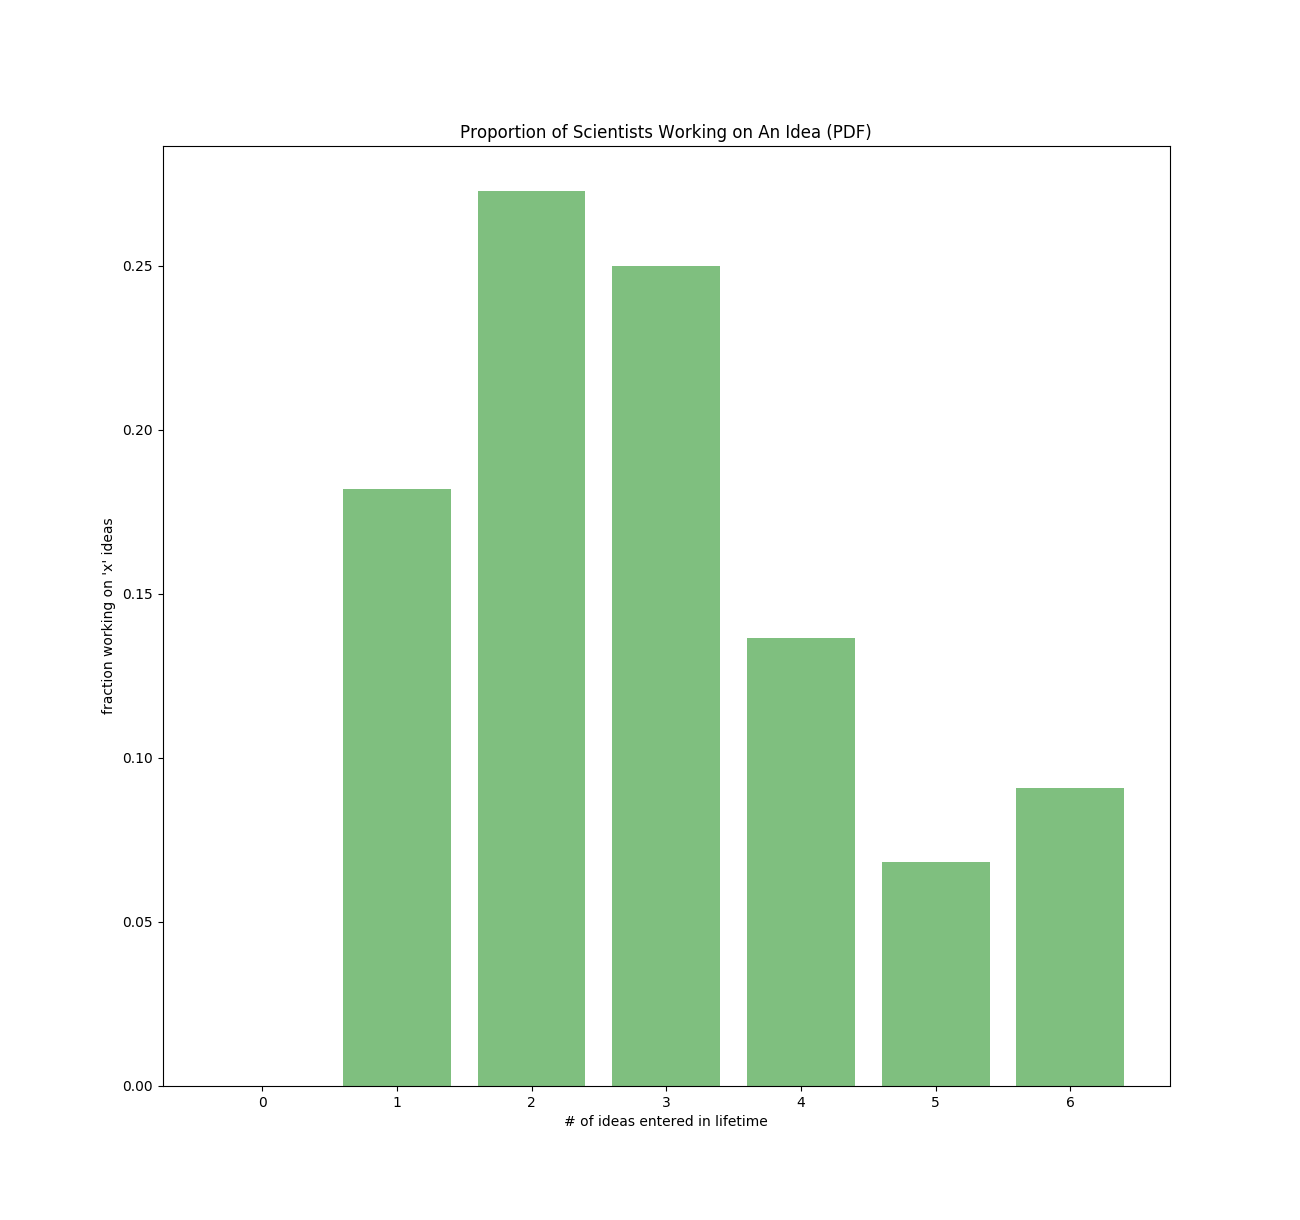 Proportion of Scientists Working on An Idea (PDF)
0.25
0.20
0.15
0.10
0.05
0.00
fraction working on 'x' ideas
0 1 2 3 4 5 6
# of ideas entered in lifetime